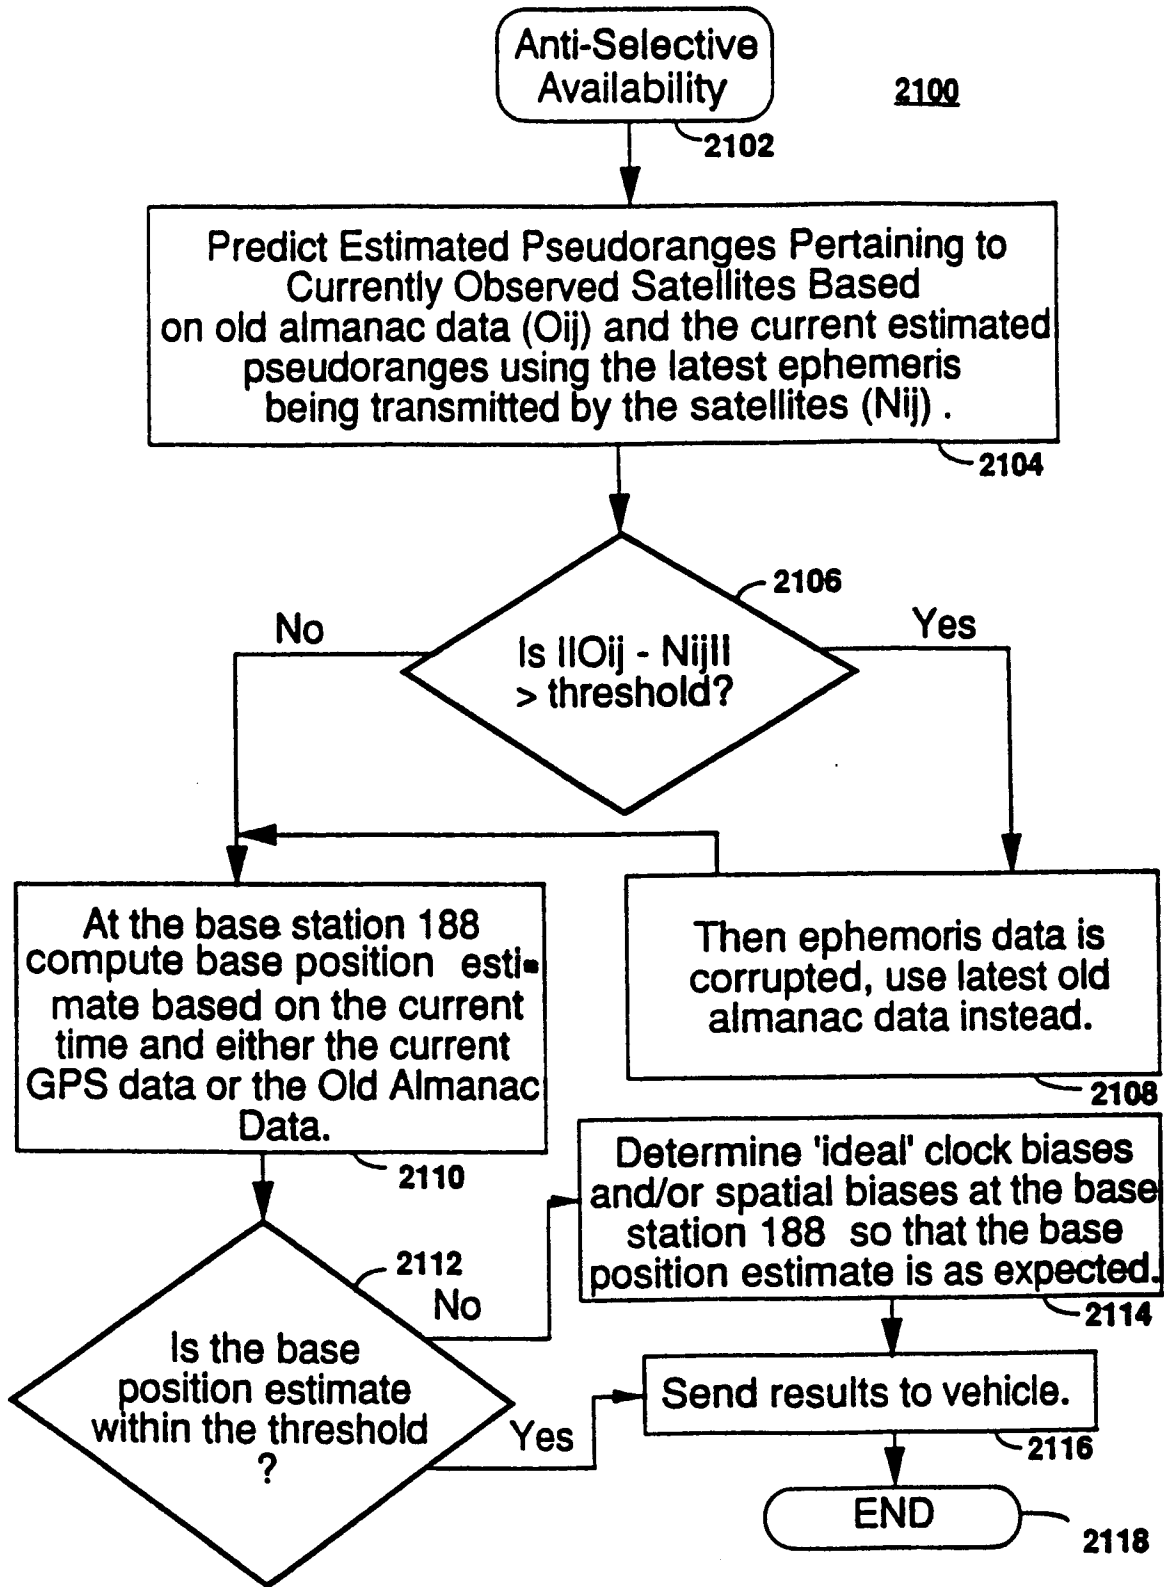 Anti-Selective
Availability
2100
2102
Predict Estimated Pseudoranges Pertaining to
Currently Observed Satellites Based
on old almanac data (Oij) and the current estimated
pseudoranges using the latest ephemeris
being transmitted by the satellites (Nij) .
2104
2106
No
Yes
Is IIOij - NijII
> threshold?
At the base station 188
compute base position esti-
mate based on the current
time and either the current
GPS data or the Old Almanac
Data.
2110
Then ephemoris data is
corrupted, use latest old
almanac data instead.
2108
Determine 'ideal' clock biases
and/or spatial biases at the base
station 188 so that the base
position estimate is as expected.
2114
2112
No
Is the base
position estimate
within the threshold
?
Yes
Send results to vehicle.
2116
END
2118